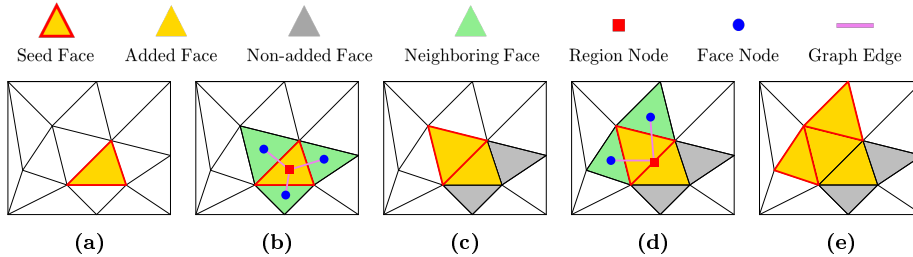 Seed Face Added Face Non-added Face Neighboring Face Region Node Face Node Graph Edge
(a) (b) (c) (d) (e)